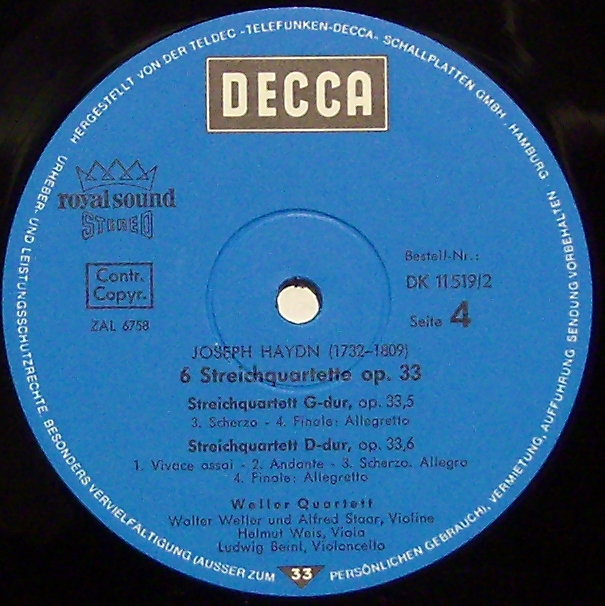 HERGESTELLT VON DER TELDEC »TELEFUNKEN-DECCA« SCHALLPLATTEN GMBH, HAMBURG
URHEBER- UND LEISTUNGSSCHUTZRECHTE, BESONDERS VERVIELFÄLTIGUNG (AUSSER ZUM PERSÖNLICHEN GEBRAUCH), VERMIETUNG, AUFFÜHRUNG SENDUNG VORBEHALTEN.
DECCA
royal sound
STEREO
Contr.
Copyr.
ZAL 6758
Bestell-Nr.:
DK 11519/2
Seite 4
JOSEPH HAYDN (1732-1809)
6 Streichquartette op. 33
Streichquartett G-dur, op. 33,5
3. Scherzo - 4. Finale: Allegretto
Streichquartett D-dur, op. 33,6
1. Vivace assai - 2. Andante - 3. Scherzo. Allegro
4. Finale: Allegretto
Weller Quartett
Walter Weller und Alfred Staar, Violine
Helmut Weis, Viola
Ludwig Beinl, Violoncello
33